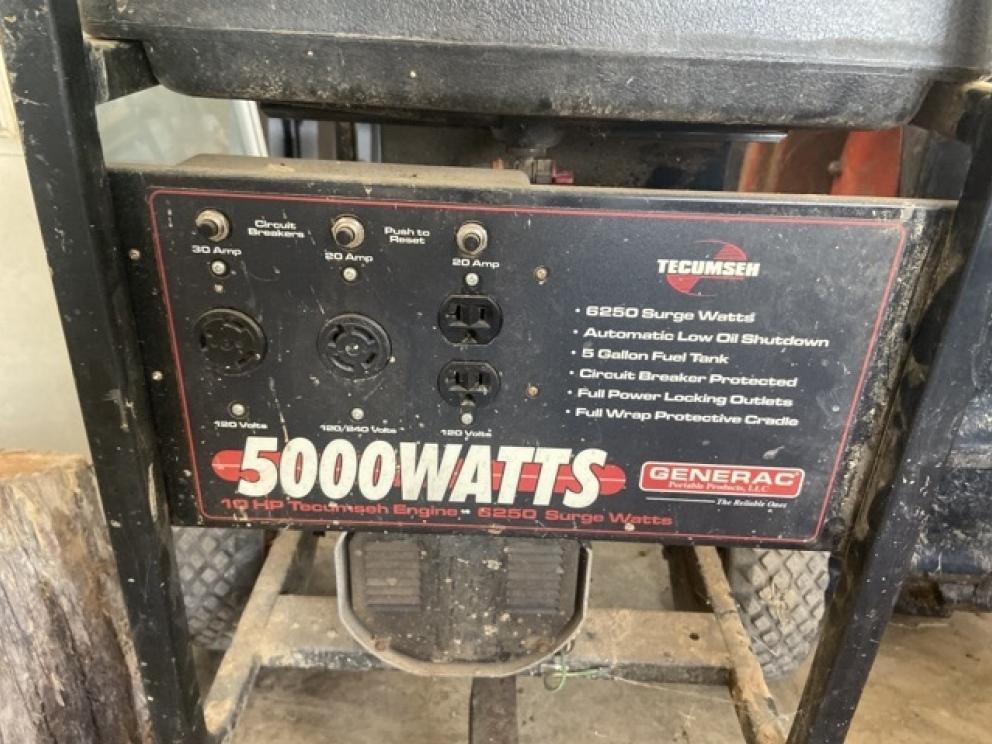 Circuit
Breakers
Push to
Reset
30 Amp
20 Amp
20 Amp
TECUMSEH
• 6250 Surge Watts
• Automatic Low Oil Shutdown
• 5 Gallon Fuel Tank
• Circuit Breaker Protected
• Full Power Locking Outlets
• Full Wrap Protective Cradle
120 Volts
120/240 Volts
120 Volts
5000WATTS
GENERAC
Portable Products, LLC
The Reliable Ones
10 HP Tecumseh Engine • 6250 Surge Watts